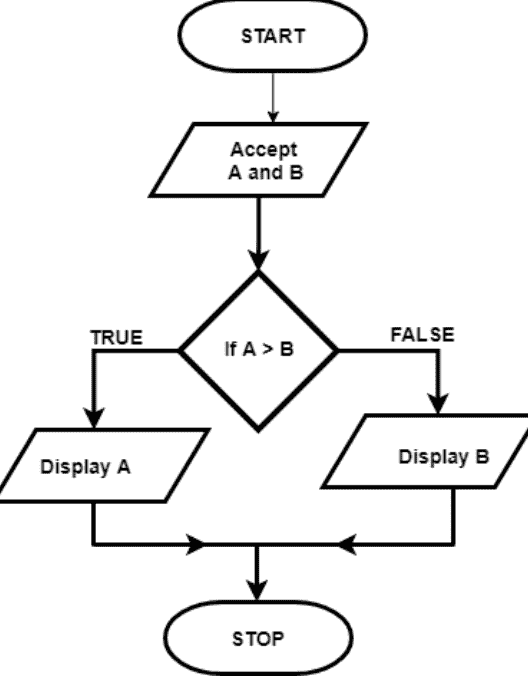 START
Accept
A and B
If A > B
TRUE
FALSE
Display A
Display B
STOP